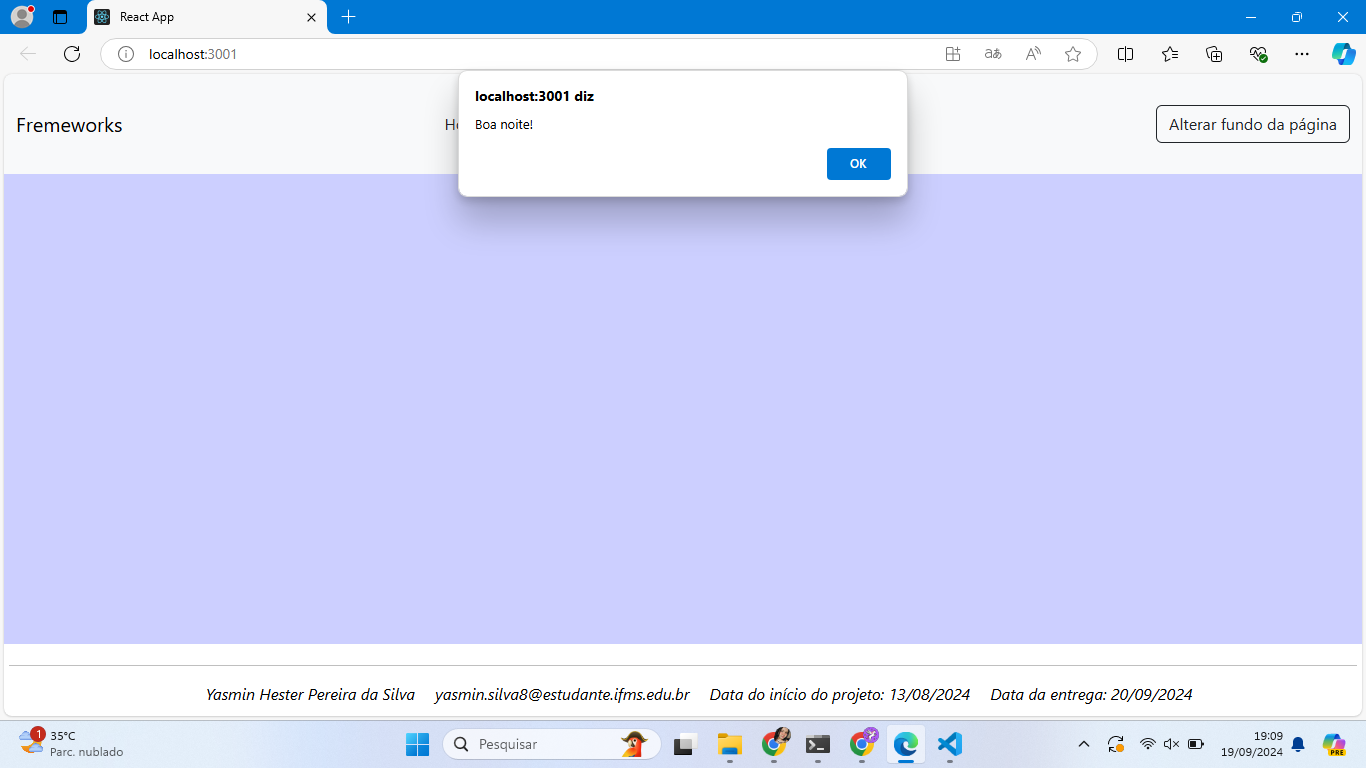 React App
localhost:3001
localhost:3001 diz
Boa noite!
OK
Fremeworks
Alterar fundo da página
Yasmin Hester Pereira da Silva yasmin.silva8@estudante.ifms.edu.br Data do início do projeto: 13/08/2024 Data da entrega: 20/09/2024
1
35°C
Parc. nublado
Pesquisar
19:09
19/09/2024
PRE